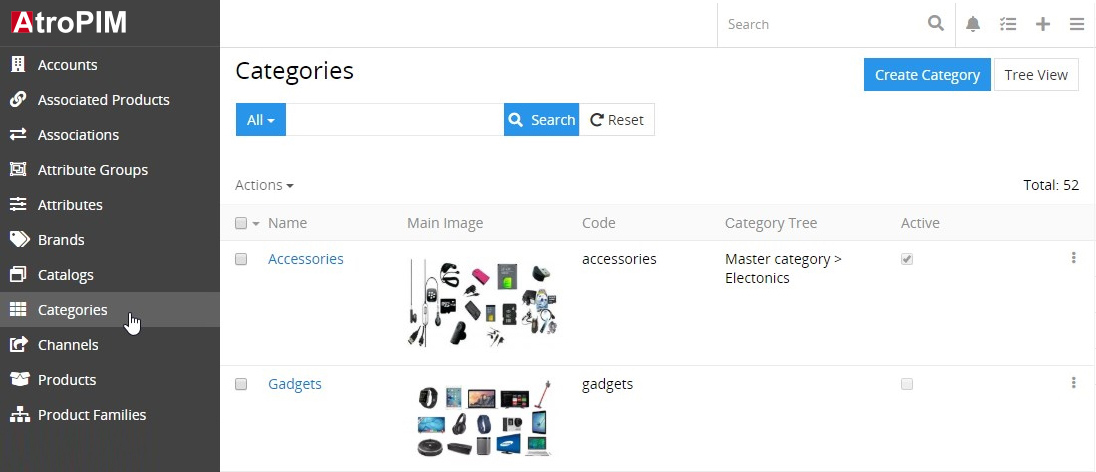 AtroPIM
Search
Accounts
Associated Products
Associations
Attribute Groups
Attributes
Brands
Catalogs
Categories
Channels
Products
Product Families
Categories
Create Category
Tree View
All
Search
Reset
Actions
Total: 52
Name
Main Image
Code
Category Tree
Active
Accessories
accessories
Master category >
Electonics
Gadgets
gadgets